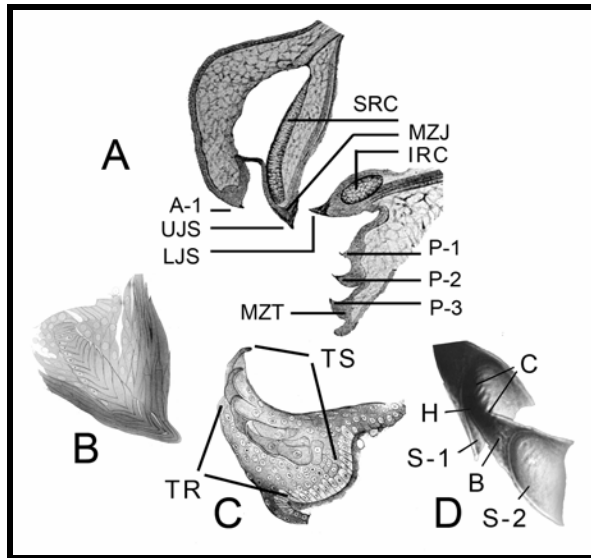 A
SRC
MZJ
IRC
A-1
UJS
LJS
P-1
P-2
P-3
MZT
B
TS
TR
C
C
H
S-1
B
S-2
D